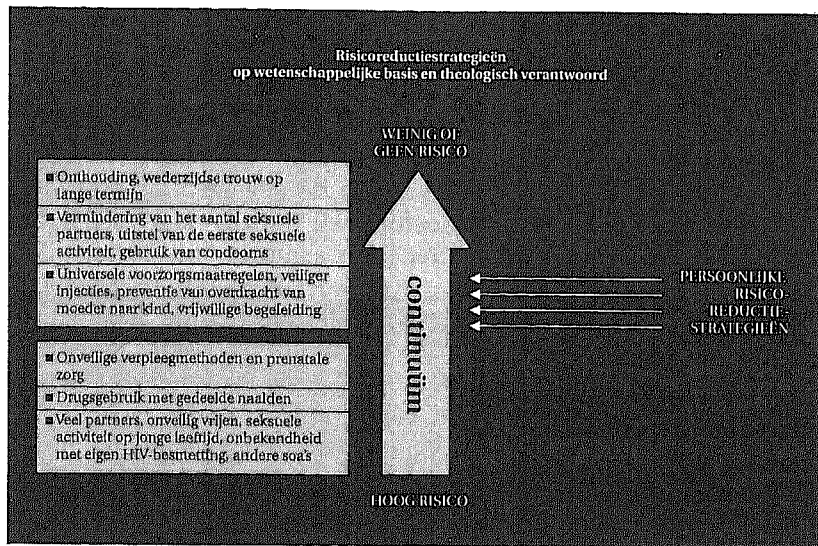 Risicoreductiestrategieën
op wetenschappelijke basis en theologisch verantwoord
WEINIG OF
GEEN RISICO
■ Onthouding, wederzijdse trouw op
lange termijn
■ Vermindering van het aantal seksuele
partners, uitstel van de eerste seksuele
activiteit, gebruik van condooms
■ Universele voorzorgsmaatregelen, veiliger
injecties, preventie van overdracht van
moeder naar kind, vrijwillige begeleiding
■ Onveilige verpleegmethoden en prenatale
zorg
■ Drugsgebruik met gedeelde naalden
■ Veel partners, onveilig vrijen, seksuele
activiteit op jonge leeftijd, onbekendheid
met eigen HIV-besmetting, andere soa's
continuüm
PERSOONLIJKE
RISICO-
REDUCTIE-
STRATEGIEËN
HOOG RISICO